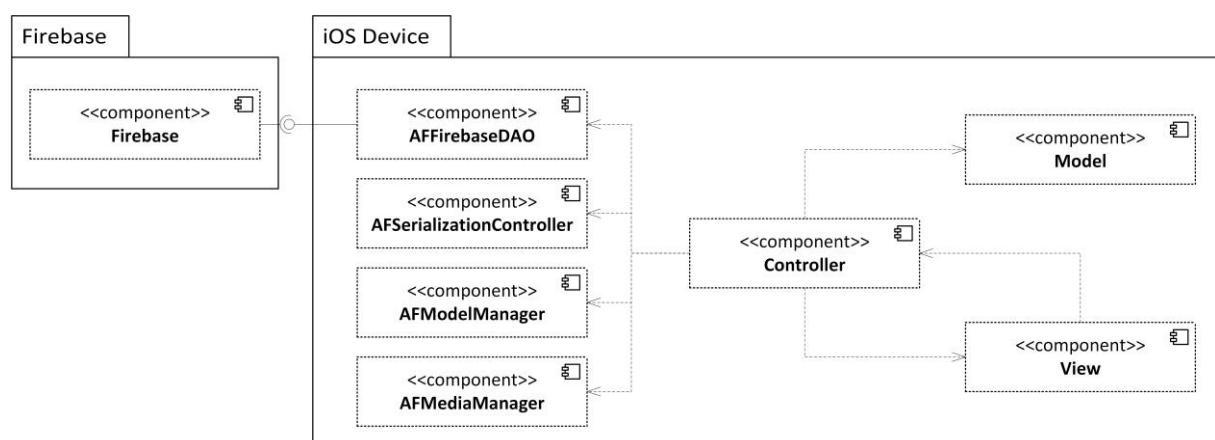 Firebase
iOS Device
<<component>>
Firebase
<<component>>
AFFirebaseDAO
<<component>>
AFSerializationController
<<component>>
AFModelManager
<<component>>
AFMediaManager
<<component>>
Controller
<<component>>
Model
<<component>>
View